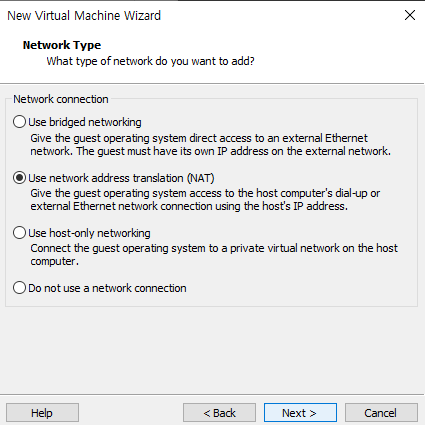 New Virtual Machine Wizard
Network Type
What type of network do you want to add?
Network connection
Use bridged networking
Give the guest operating system direct access to an external Ethernet
network. The guest must have its own IP address on the external network.
Use network address translation (NAT)
Give the guest operating system access to the host computer's dial-up or
external Ethernet network connection using the host's IP address.
Use host-only networking
Connect the guest operating system to a private virtual network on the host
computer.
Do not use a network connection
Help
< Back
Next >
Cancel